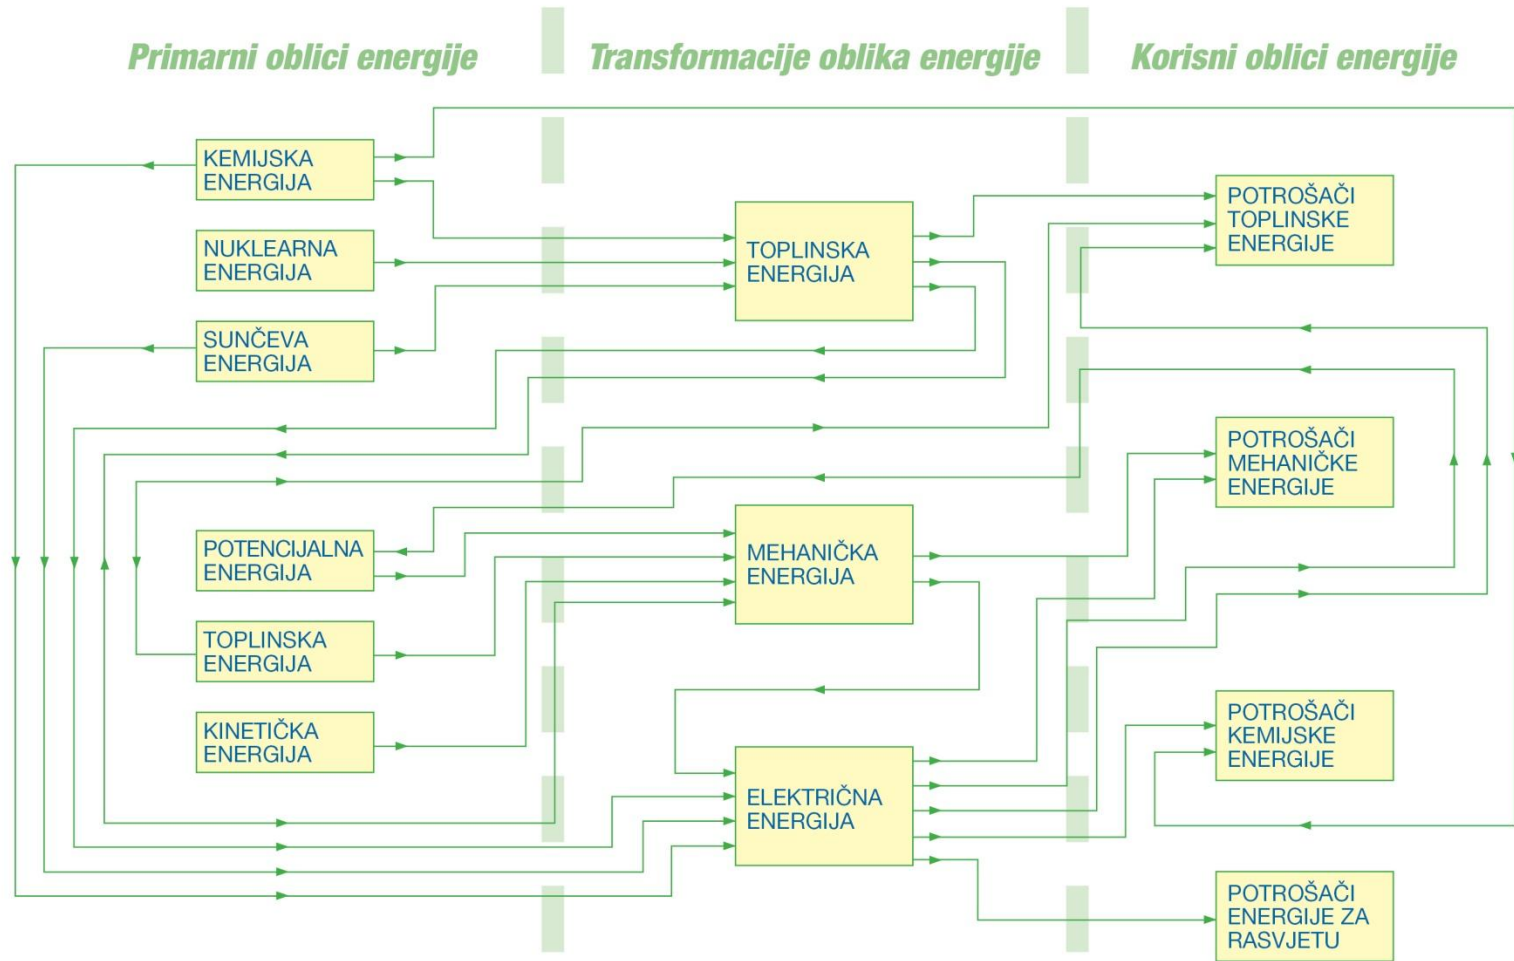 Primarni oblici energije
Transformacije oblika energije
Korisni oblici energije
KEMIJSKA
ENERGIJA
NUKLEARNA
ENERGIJA
SUNČEVA
ENERGIJA
POTENCIJALNA
ENERGIJA
TOPLINSKA
ENERGIJA
KINETIČKA
ENERGIJA
TOPLINSKA
ENERGIJA
MEHANIČKA
ENERGIJA
ELEKTRIČNA
ENERGIJA
POTROŠAČI
TOPLINSKE
ENERGIJE
POTROŠAČI
MEHANIČKE
ENERGIJE
POTROŠAČI
KEMIJSKE
ENERGIJE
POTROŠAČI
ENERGIJE ZA
RASVJETU